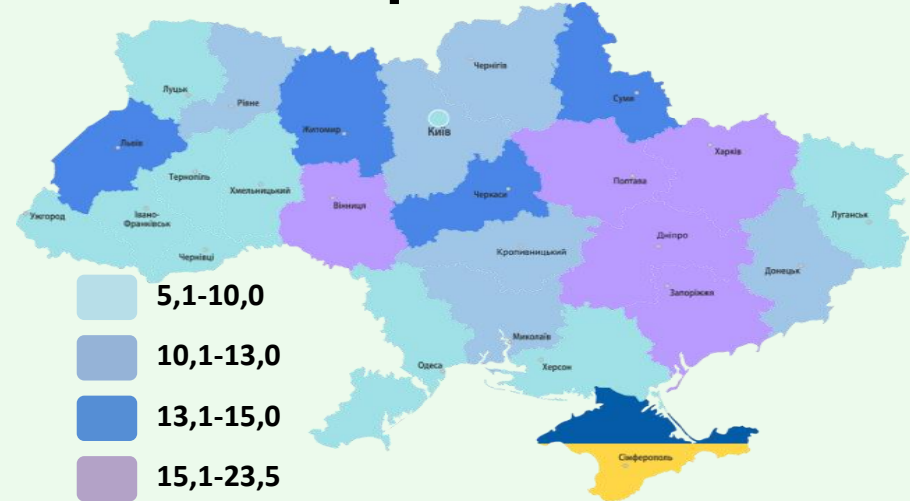 Чернігів
Луцьк
Рівне
Суми
Житомир
Київ
Львів
Харків
Тернопіль
Полтава
Хмельницький
Черкаси
Вінниця
Ужгород
Івано-
Франківськ
Луганськ
Дніпро
Кропивницький
Чернівці
Донецьк
Запоріжжя
5,1-10,0
Миколаїв
10,1-13,0
Одеса
Херсон
13,1-15,0
Сімферополь
15,1-23,5